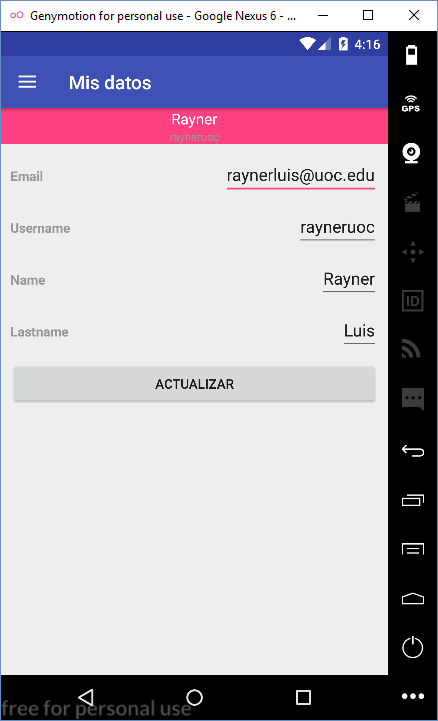 Genymotion for personal use - Google Nexus 6 - ...
4:16
Mis datos
Rayner
rayneruoc
Email raynerluis@uoc.edu
Username rayneruoc
Name Rayner
Lastname Luis
ACTUALIZAR
GPS
ID
free for personal use